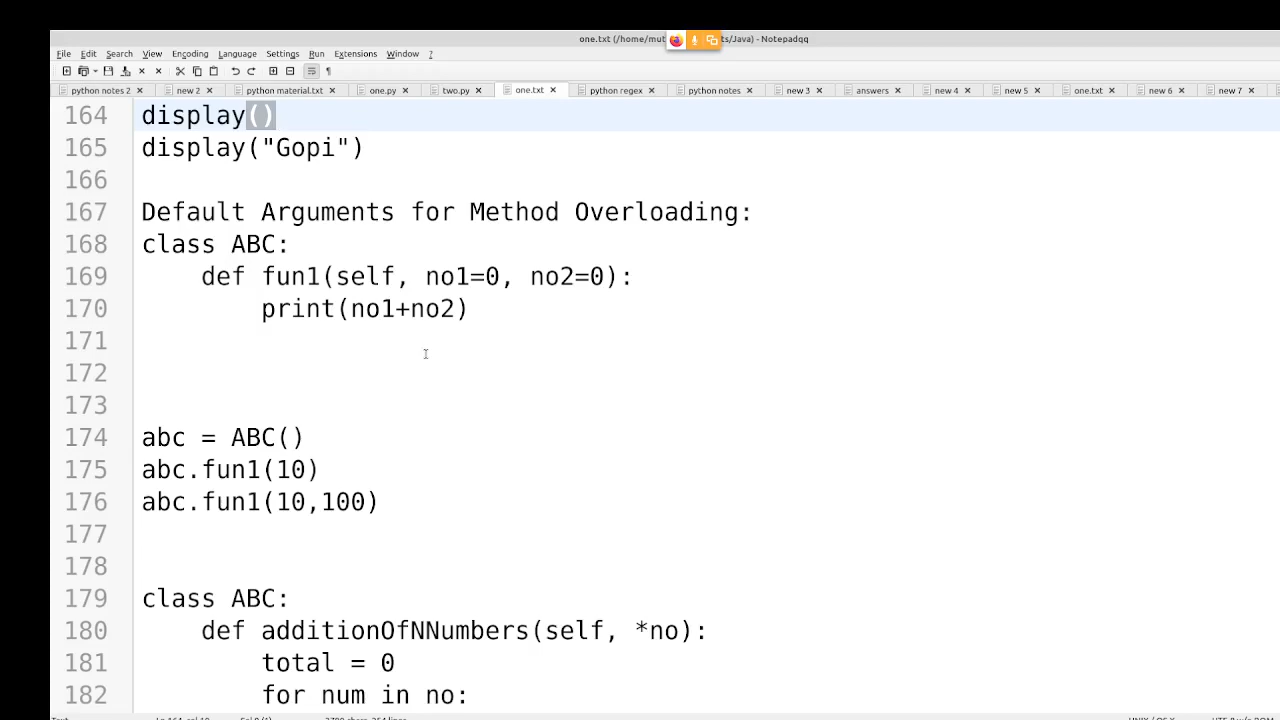 one.txt (/home/mut ts/Java) - Notepadqq
File Edit Search View Encoding Language Settings Run Extensions Window ?
python notes 2 new 2 python material.txt one.py two.py one.txt python regex python notes new 3 answers new 4 new 5 one.txt new 6 new 7
164 display()
165 display("Gopi")
166
167 Default Arguments for Method Overloading:
168 class ABC:
169 def fun1(self, no1=0, no2=0):
170 print(no1+no2)
171
172
173
174 abc = ABC()
175 abc.fun1(10)
176 abc.fun1(10,100)
177
178
179 class ABC:
180 def additionOfNNumbers(self, *no):
181 total = 0
182 for num in no: